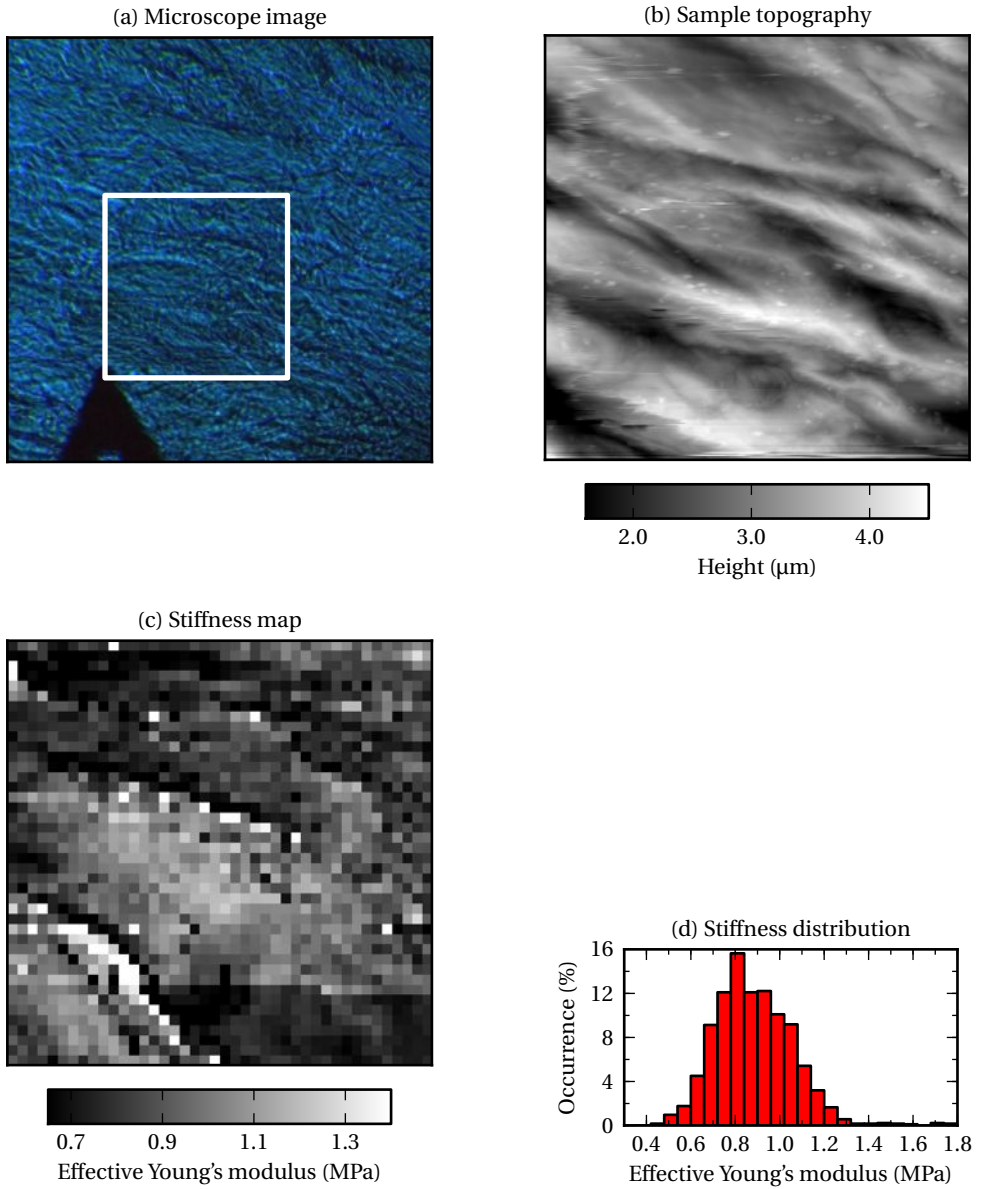 (a) Microscope image
(b) Sample topography
2.0 3.0 4.0
Height (μm)
(c) Stiffness map
0.7 0.9 1.1 1.3
Effective Young's modulus (MPa)
(d) Stiffness distribution
16
12
8
4
0
Occurrence (%)
0.4 0.6 0.8 1.0 1.2 1.4 1.6 1.8
Effective Young's modulus (MPa)